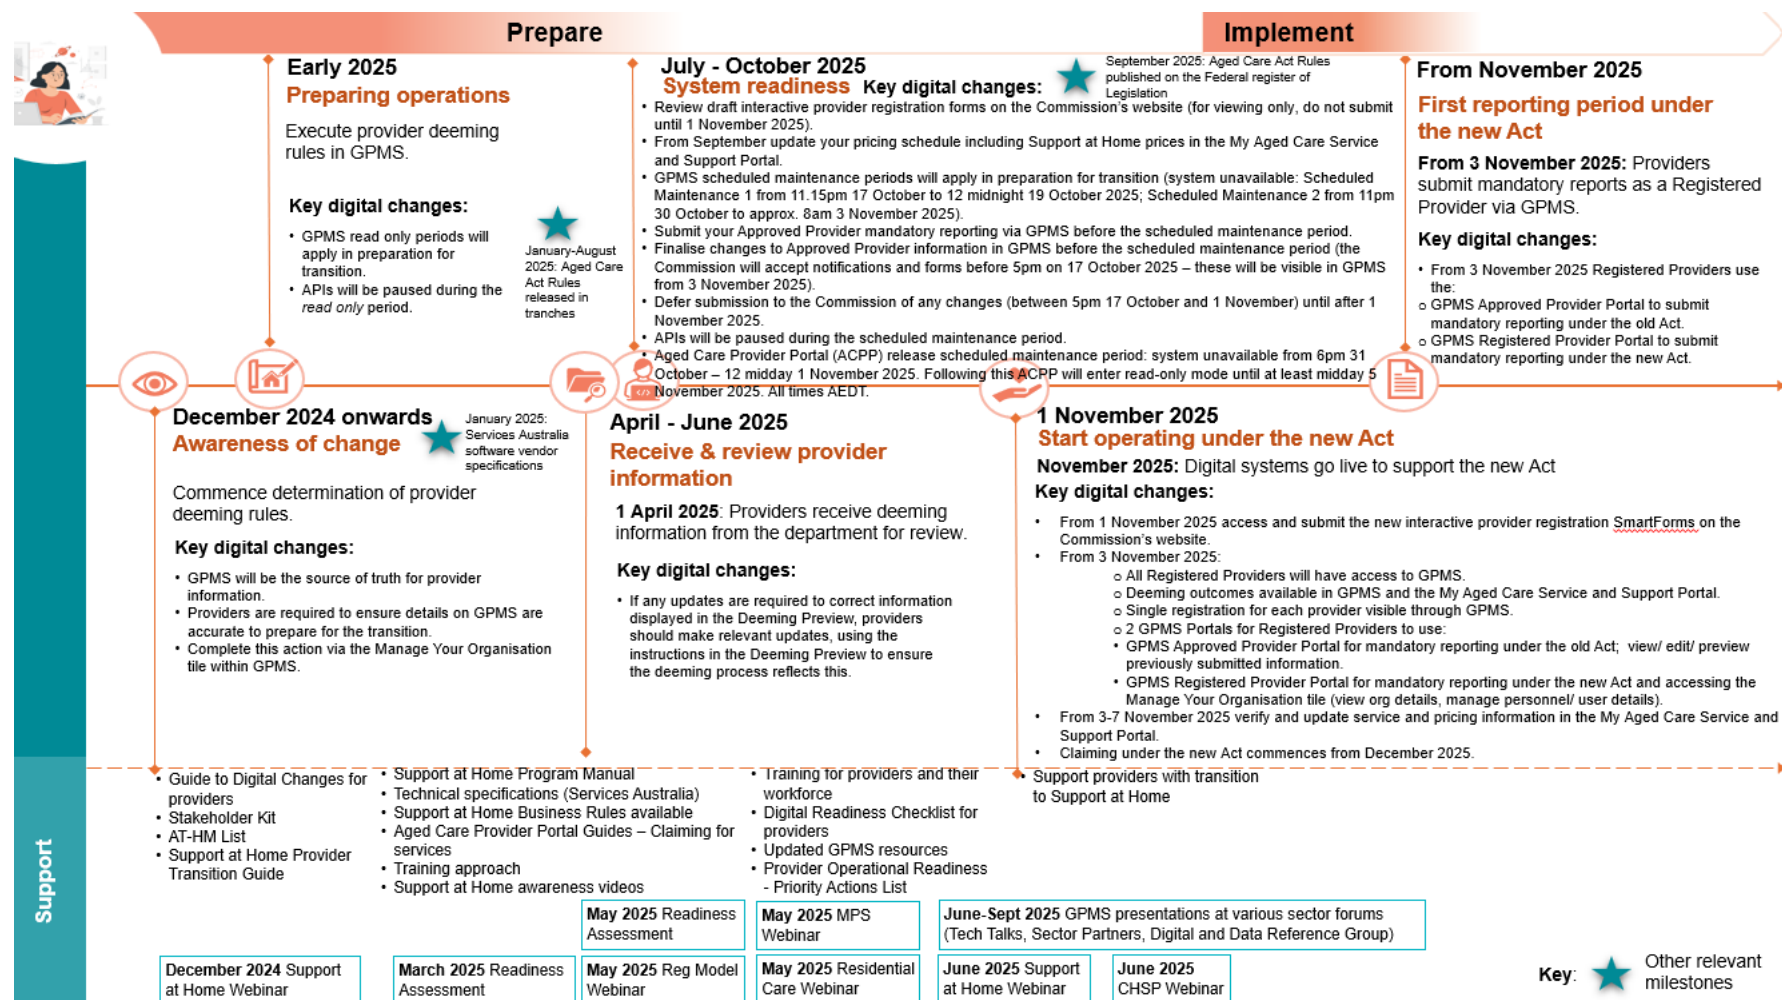 Prepare
Implement
Early 2025
Preparing operations
Execute provider deeming
rules in GPMS.
Key digital changes:
• GPMS read only periods will
apply in preparation for
transition.
• APIs will be paused during the
read only period.
January-August
2025: Aged Care
Act Rules
released in
tranches
July - October 2025
System readiness Key digital changes:
September 2025: Aged Care Act Rules
published on the Federal register of
Legislation
• Review draft interactive provider registration forms on the Commission's website (for viewing only, do not submit
until 1 November 2025).
• From September update your pricing schedule including Support at Home prices in the My Aged Care Service
and Support Portal.
• GPMS scheduled maintenance periods will apply in preparation for transition (system unavailable: Scheduled
Maintenance 1 from 11.15pm 17 October to 12 midnight 19 October 2025; Scheduled Maintenance 2 from 11pm
30 October to approx. 8am 3 November 2025).
• Submit your Approved Provider mandatory reporting via GPMS before the scheduled maintenance period.
• Finalise changes to Approved Provider information in GPMS before the scheduled maintenance period (the
Commission will accept notifications and forms before 5pm on 17 October 2025 – these will be visible in GPMS
from 3 November 2025).
• Defer submission to the Commission of any changes (between 5pm 17 October and 1 November) until after 1
November 2025.
• APIs will be paused during the scheduled maintenance period.
• Aged Care Provider Portal (ACPP) release scheduled maintenance period: system unavailable from 6pm 31
October – 12 midday 1 November 2025. Following this ACPP will enter read-only mode until at least midday 5
November 2025. All times AEDT.
From November 2025
First reporting period under
the new Act
From 3 November 2025: Providers
submit mandatory reports as a Registered
Provider via GPMS.
Key digital changes:
• From 3 November 2025 Registered Providers use
the:
o GPMS Approved Provider Portal to submit
mandatory reporting under the old Act.
o GPMS Registered Provider Portal to submit
mandatory reporting under the new Act.
December 2024 onwards
Awareness of change
January 2025:
Services Australia
software vendor
specifications
Commence determination of provider
deeming rules.
Key digital changes:
• GPMS will be the source of truth for provider
information.
• Providers are required to ensure details on GPMS are
accurate to prepare for the transition.
• Complete this action via the Manage Your Organisation
tile within GPMS.
April - June 2025
Receive & review provider
information
1 April 2025: Providers receive deeming
information from the department for review.
Key digital changes:
• If any updates are required to correct information
displayed in the Deeming Preview, providers
should make relevant updates, using the
instructions in the Deeming Preview to ensure
the deeming process reflects this.
1 November 2025
Start operating under the new Act
November 2025: Digital systems go live to support the new Act
Key digital changes:
• From 1 November 2025 access and submit the new interactive provider registration SmartForms on the
Commission's website.
• From 3 November 2025:
o All Registered Providers will have access to GPMS.
o Deeming outcomes available in GPMS and the My Aged Care Service and Support Portal.
o Single registration for each provider visible through GPMS.
o 2 GPMS Portals for Registered Providers to use:
• GPMS Approved Provider Portal for mandatory reporting under the old Act; view/ edit/ preview
previously submitted information.
• GPMS Registered Provider Portal for mandatory reporting under the new Act and accessing the
Manage Your Organisation tile (view org details, manage personnel/ user details).
• From 3-7 November 2025 verify and update service and pricing information in the My Aged Care Service and
Support Portal.
• Claiming under the new Act commences from December 2025.
Support
• Guide to Digital Changes for
providers
• Stakeholder Kit
• AT-HM List
• Support at Home Provider
Transition Guide
• Support at Home Program Manual
• Technical specifications (Services Australia)
• Support at Home Business Rules available
• Aged Care Provider Portal Guides – Claiming for
services
• Training approach
• Support at Home awareness videos
• Training for providers and their
workforce
• Digital Readiness Checklist for
providers
• Updated GPMS resources
• Provider Operational Readiness
- Priority Actions List
• Support providers with transition
to Support at Home
May 2025 Readiness
Assessment
May 2025 MPS
Webinar
June-Sept 2025 GPMS presentations at various sector forums
(Tech Talks, Sector Partners, Digital and Data Reference Group)
December 2024 Support
at Home Webinar
March 2025 Readiness
Assessment
May 2025 Reg Model
Webinar
May 2025 Residential
Care Webinar
June 2025 Support
at Home Webinar
June 2025
CHSP Webinar
Key:
Other relevant
milestones